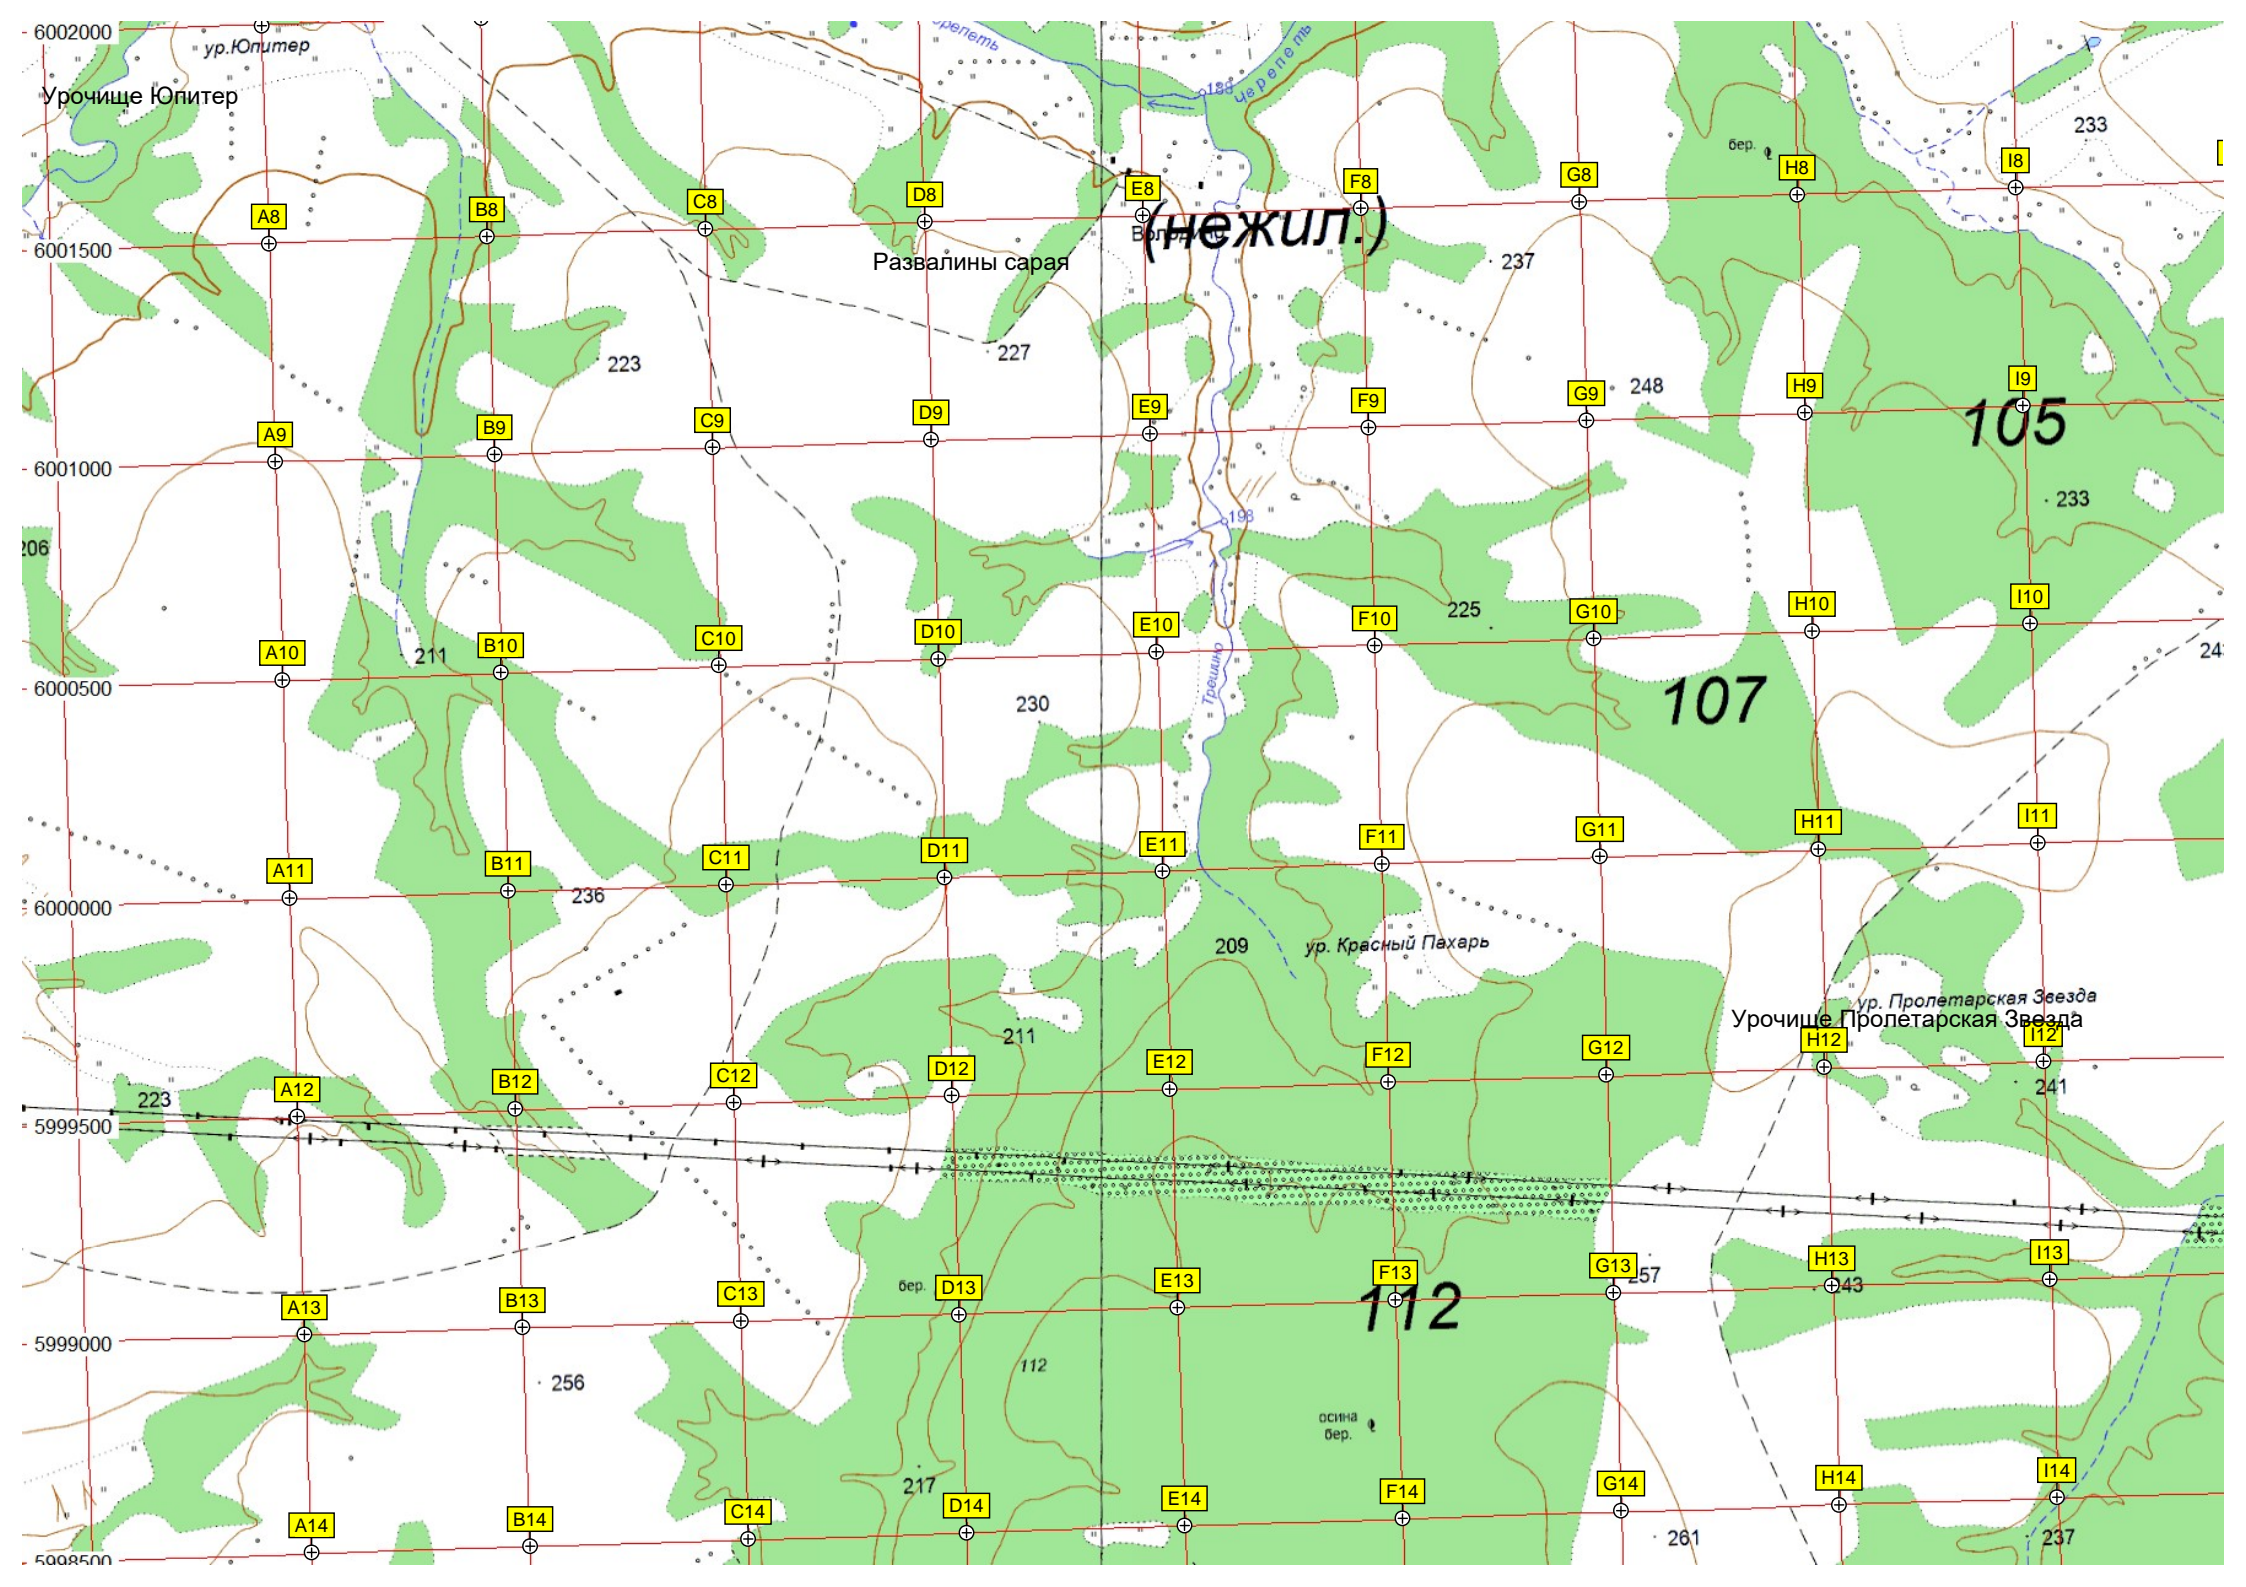 6002000
ур.Юпитер
Урочище Юпитер
188
Черепеть
233
бер.
A8
B8
C8
D8
E8
F8
G8
H8
I8
(нежил.)
6001500
Развалины сарая
237
227
223
248
A9
B9
C9
D9
E9
F9
G9
H9
I9
105
6001000
233
193
206
225
A10
B10
C10
D10
E10
F10
G10
H10
I10
211
6000500
230
107
Трешино
A11
B11
C11
D11
E11
F11
G11
H11
I11
6000000
236
209
ур. Красный Пахарь
ур. Пролетарская Звезда
Урочище Пролетарская Звезда
211
A12
B12
C12
D12
E12
F12
G12
H12
I12
223
241
5999500
257
243
бер.
A13
B13
C13
D13
E13
F13
G13
H13
I13
112
5999000
112
256
осина
бер.
217
A14
B14
C14
D14
E14
F14
G14
H14
I14
261
237
5998500